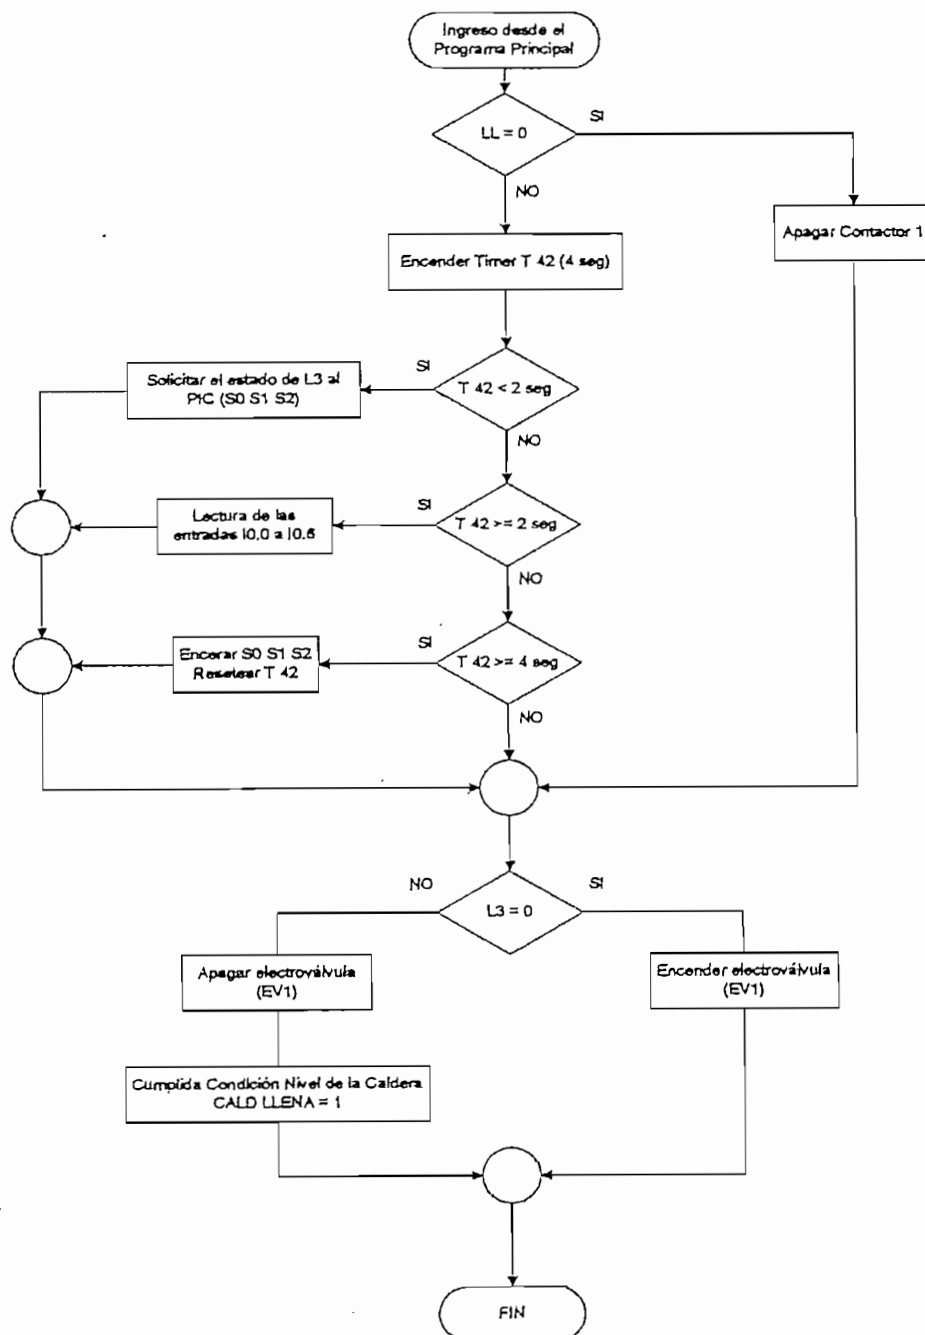 Ingreso desde el
Programa Principal
SI
LL = 0
NO
Apagar Contactor 1
Encender Timer T 42 (4 seg)
SI
Solicitar el estado de L3 al
PIC (S0 S1 S2)
T 42 < 2 seg
NO
SI
Lectura de las
entradas I0.0 a I0.6
T 42 >= 2 seg
NO
SI
Encerar S0 S1 S2
Resetear T 42
T 42 >= 4 seg
NO
NO
SI
L3 = 0
Apagar electroválvula
(EV1)
Encender electroválvula
(EV1)
Cumplida Condición Nivel de la Caldera
CALD LLENA = 1
FIN